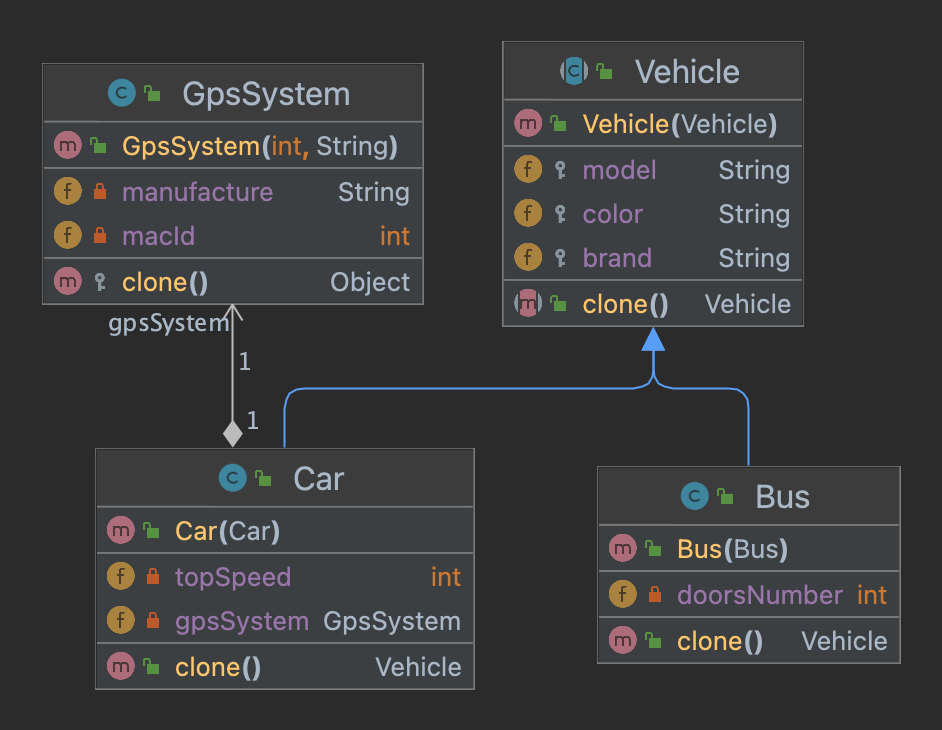 GpsSystem
GpsSystem(int, String)
manufacture String
macId int
clone() Object
Vehicle
Vehicle(Vehicle)
model String
color String
brand String
clone() Vehicle
gpsSystem
1
1
Car
Car(Car)
topSpeed int
gpsSystem GpsSystem
clone() Vehicle
Bus
Bus(Bus)
doorsNumber int
clone() Vehicle